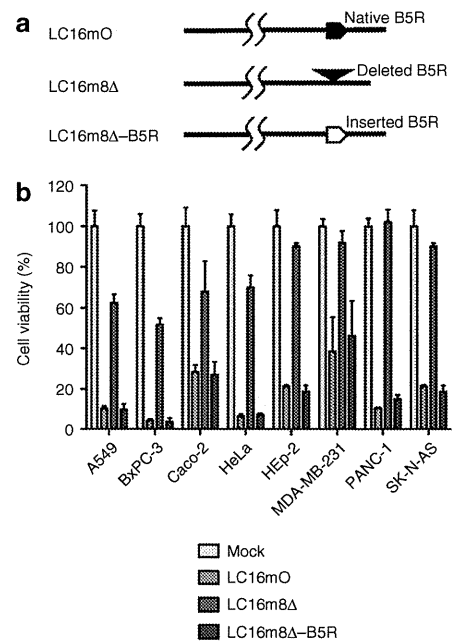 a
LC16mO
Native B5R
LC16m8Δ
Deleted B5R
LC16m8Δ–B5R
Inserted B5R
b
Cell viability (%)
120
100
80
60
40
20
0
A549
BxPC-3
Caco-2
HeLa
HEp-2
MDA-MB-231
PANC-1
SK-N-AS
Mock
LC16mO
LC16m8Δ
LC16m8Δ–B5R